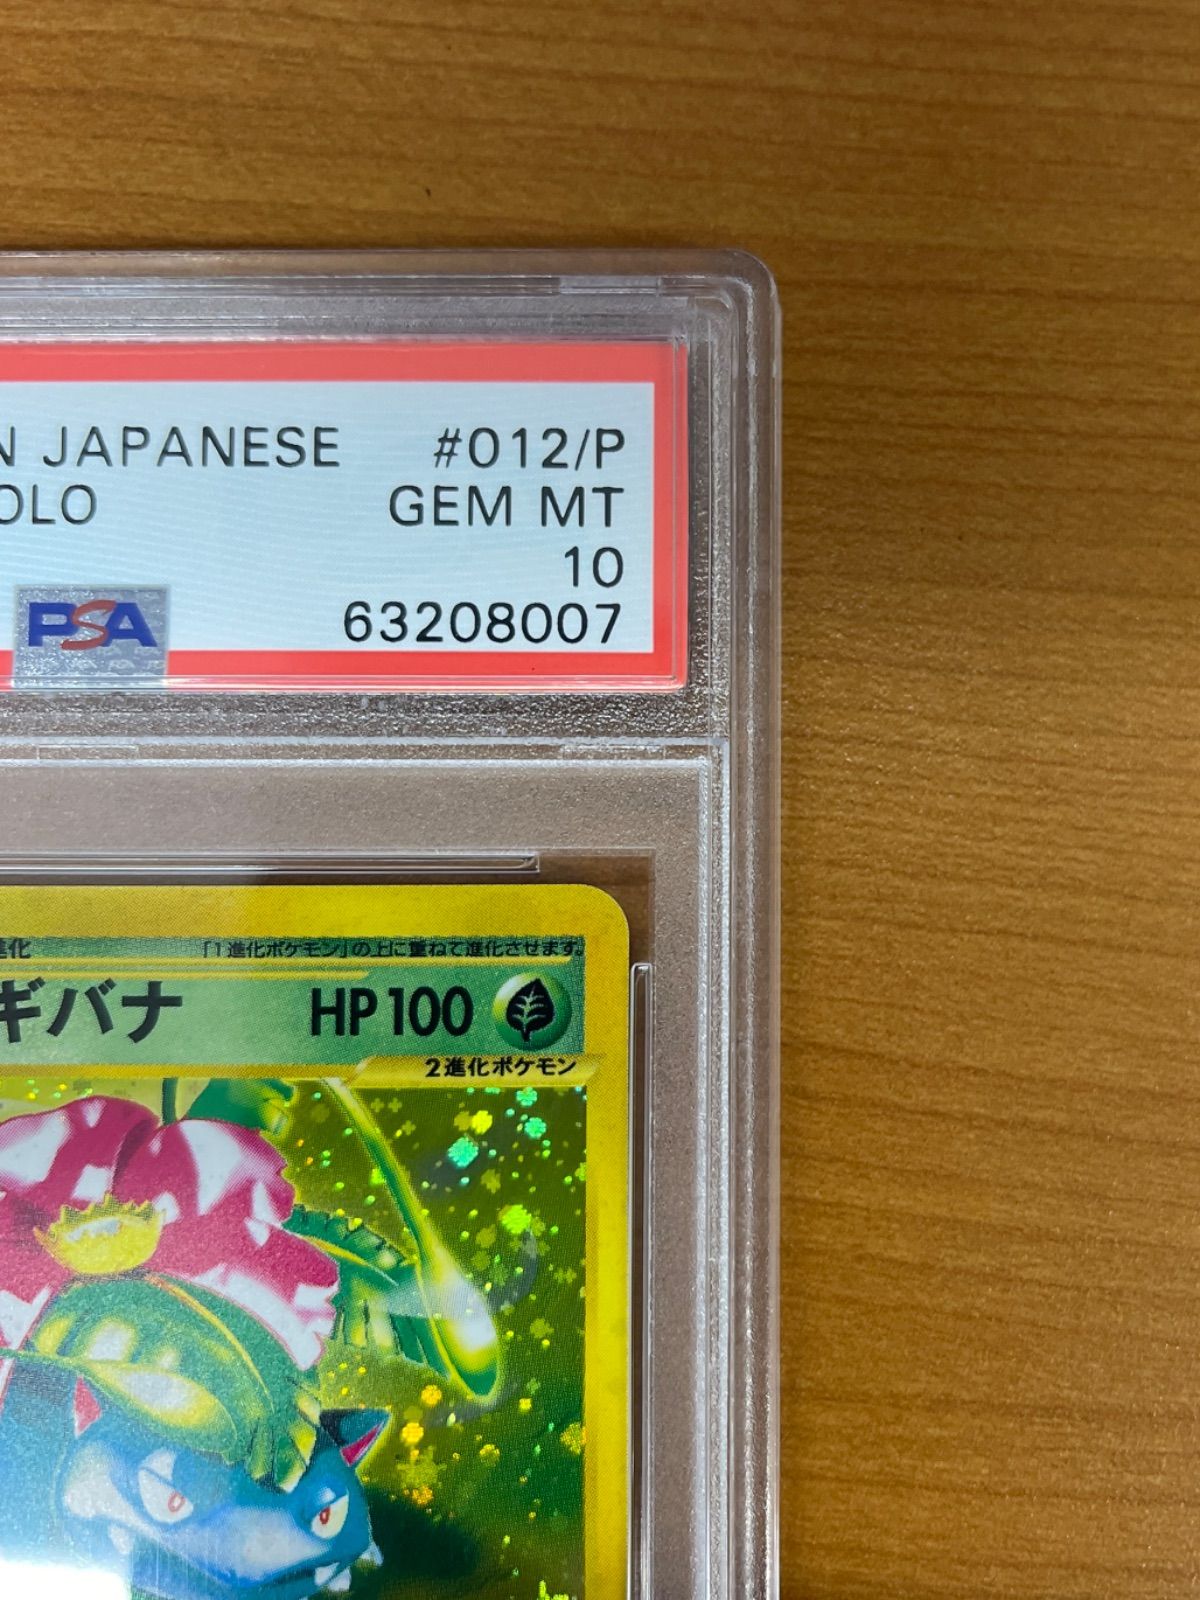 N JAPANESE #012/P
OLO GEM MT
10
PSA 63208007
進化 「1進化ポケモン」の上に重ねて進化させます。
ギバナ HP100
2進化ポケモン